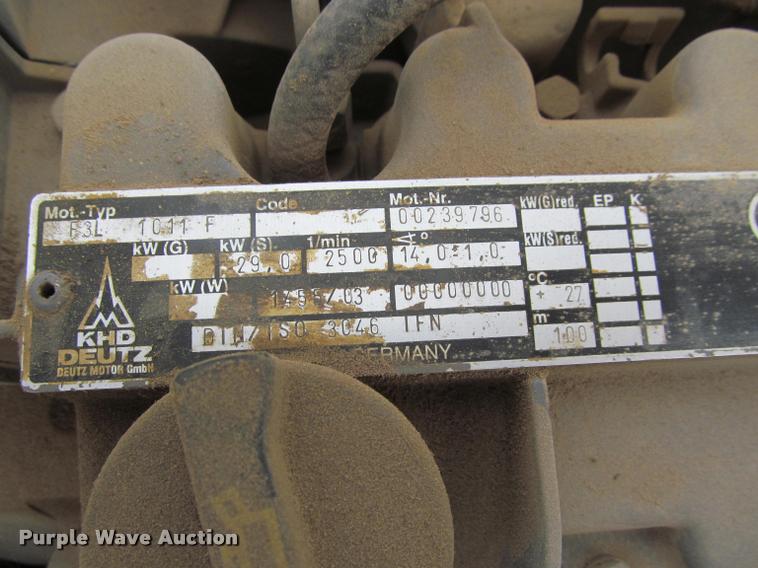 Mot.-Typ Code Mot.-Nr. kW(G)red. EP K
F3L 1011 F 00239796
kW (G) kW (S) 1/min A° kW(S)red.
29,0 2500 14,0-1,0
kW (W) °C
00000000 + 27
m
DIN/ISO 3046 IFN 100
KHD
DEUTZ
DEUTZ MOTOR GmbH
GERMANY
Purple Wave Auction